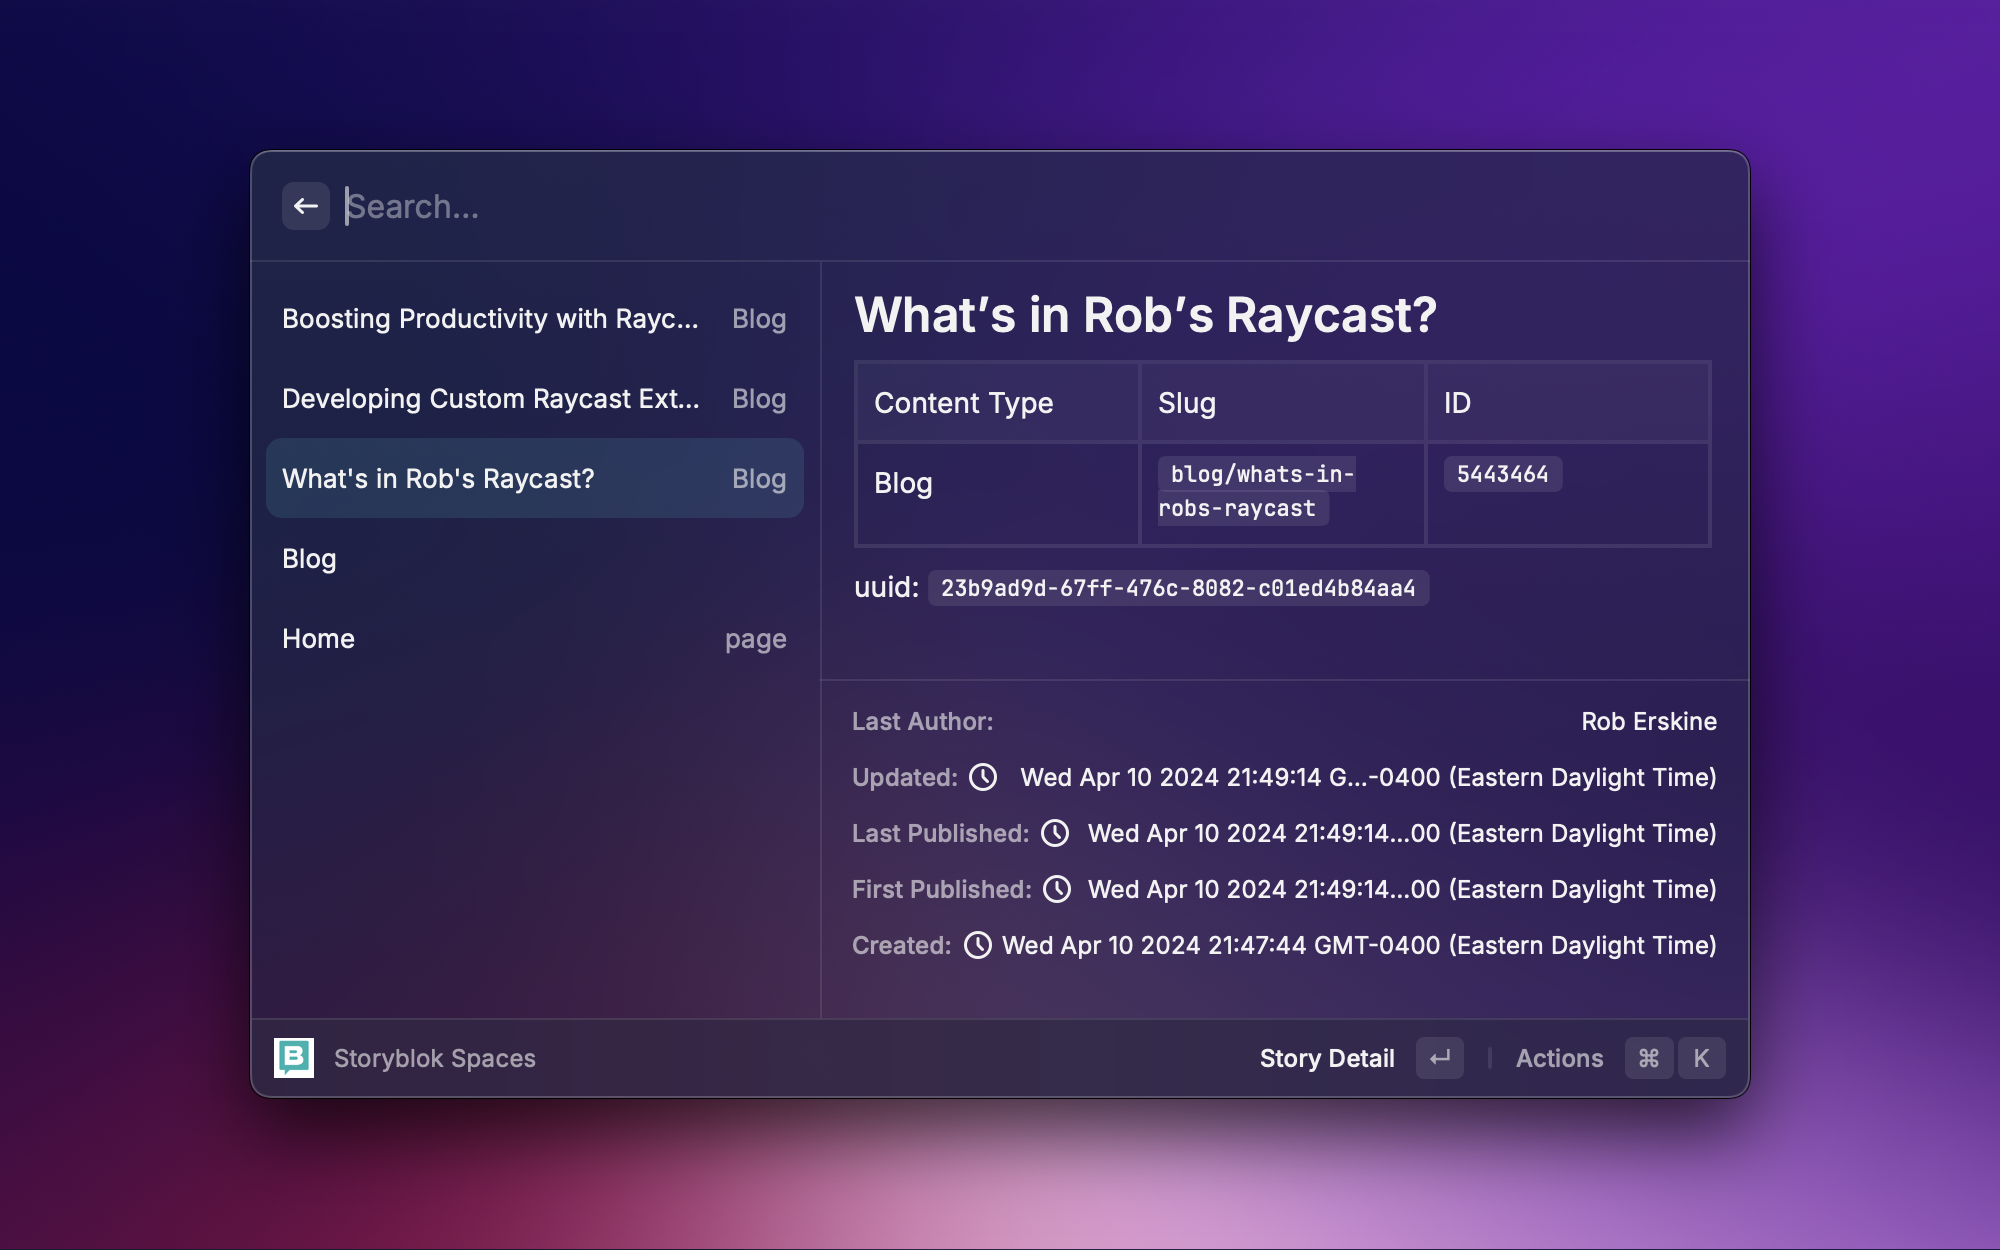 Search...
Boosting Productivity with Rayc... Blog
Developing Custom Raycast Ext... Blog
What's in Rob's Raycast? Blog
Blog
Home page
What’s in Rob’s Raycast?
Content Type Slug ID
Blog blog/whats-in- 5443464
robs-raycast
uuid: 23b9ad9d-67ff-476c-8082-c01ed4b84aa4
Last Author: Rob Erskine
Updated: Wed Apr 10 2024 21:49:14 G...-0400 (Eastern Daylight Time)
Last Published: Wed Apr 10 2024 21:49:14...00 (Eastern Daylight Time)
First Published: Wed Apr 10 2024 21:49:14...00 (Eastern Daylight Time)
Created: Wed Apr 10 2024 21:47:44 GMT-0400 (Eastern Daylight Time)
B Storyblok Spaces Story Detail ↵ Actions ⌘ K